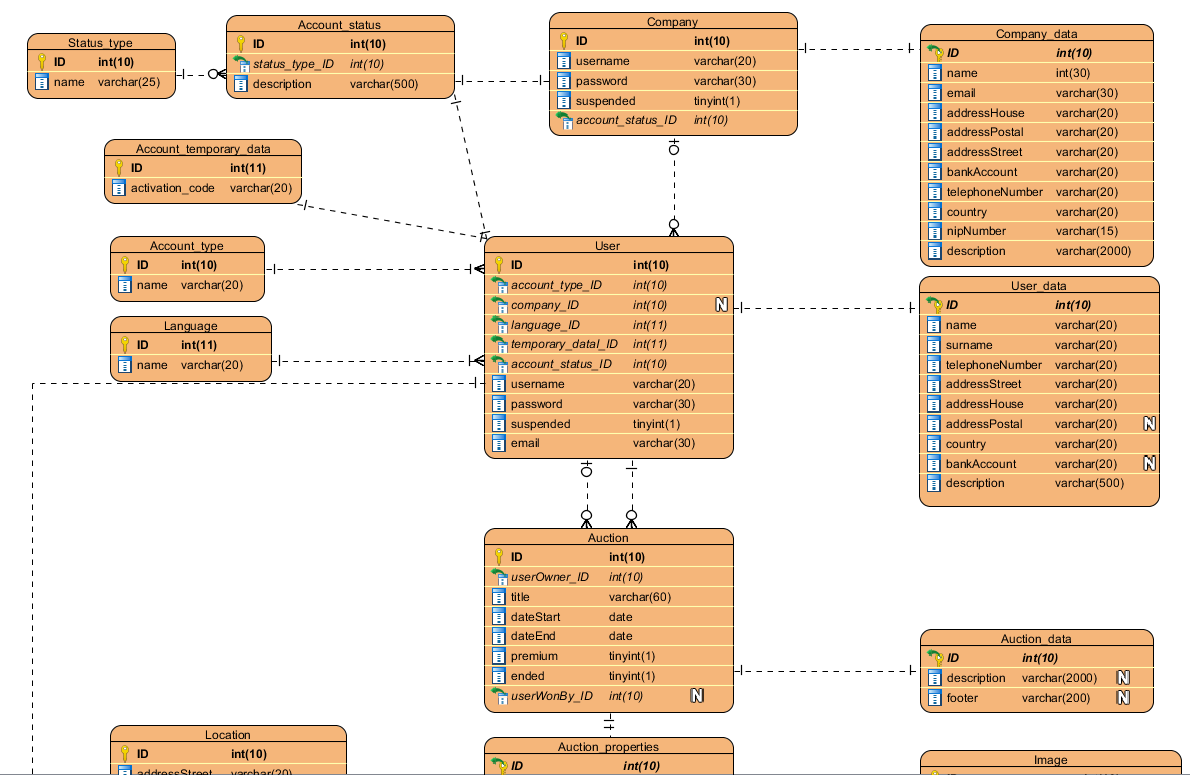 Status_type
ID int(10)
name varchar(25)
Account_status
ID int(10)
status_type_ID int(10)
description varchar(500)
Company
ID int(10)
username varchar(20)
password varchar(30)
suspended tinyint(1)
account_status_ID int(10)
Company_data
ID int(10)
name int(30)
email varchar(30)
addressHouse varchar(20)
addressPostal varchar(20)
addressStreet varchar(20)
bankAccount varchar(20)
telephoneNumber varchar(20)
country varchar(20)
nipNumber varchar(15)
description varchar(2000)
Account_temporary_data
ID int(11)
activation_code varchar(20)
Account_type
ID int(10)
name varchar(20)
Language
ID int(11)
name varchar(20)
User
ID int(10)
account_type_ID int(10)
company_ID int(10) N
language_ID int(11)
temporary_dataI_ID int(11)
account_status_ID int(10)
username varchar(20)
password varchar(30)
suspended tinyint(1)
email varchar(30)
User_data
ID int(10)
name varchar(20)
surname varchar(20)
telephoneNumber varchar(20)
addressStreet varchar(20)
addressHouse varchar(20)
addressPostal varchar(20) N
country varchar(20)
bankAccount varchar(20) N
description varchar(500)
Auction
ID int(10)
userOwner_ID int(10)
title varchar(60)
dateStart date
dateEnd date
premium tinyint(1)
ended tinyint(1)
userWonBy_ID int(10) N
Auction_data
ID int(10)
description varchar(2000) N
footer varchar(200) N
Location
ID int(10)
addressStreet varchar(20)
Auction_properties
ID int(10)
Image